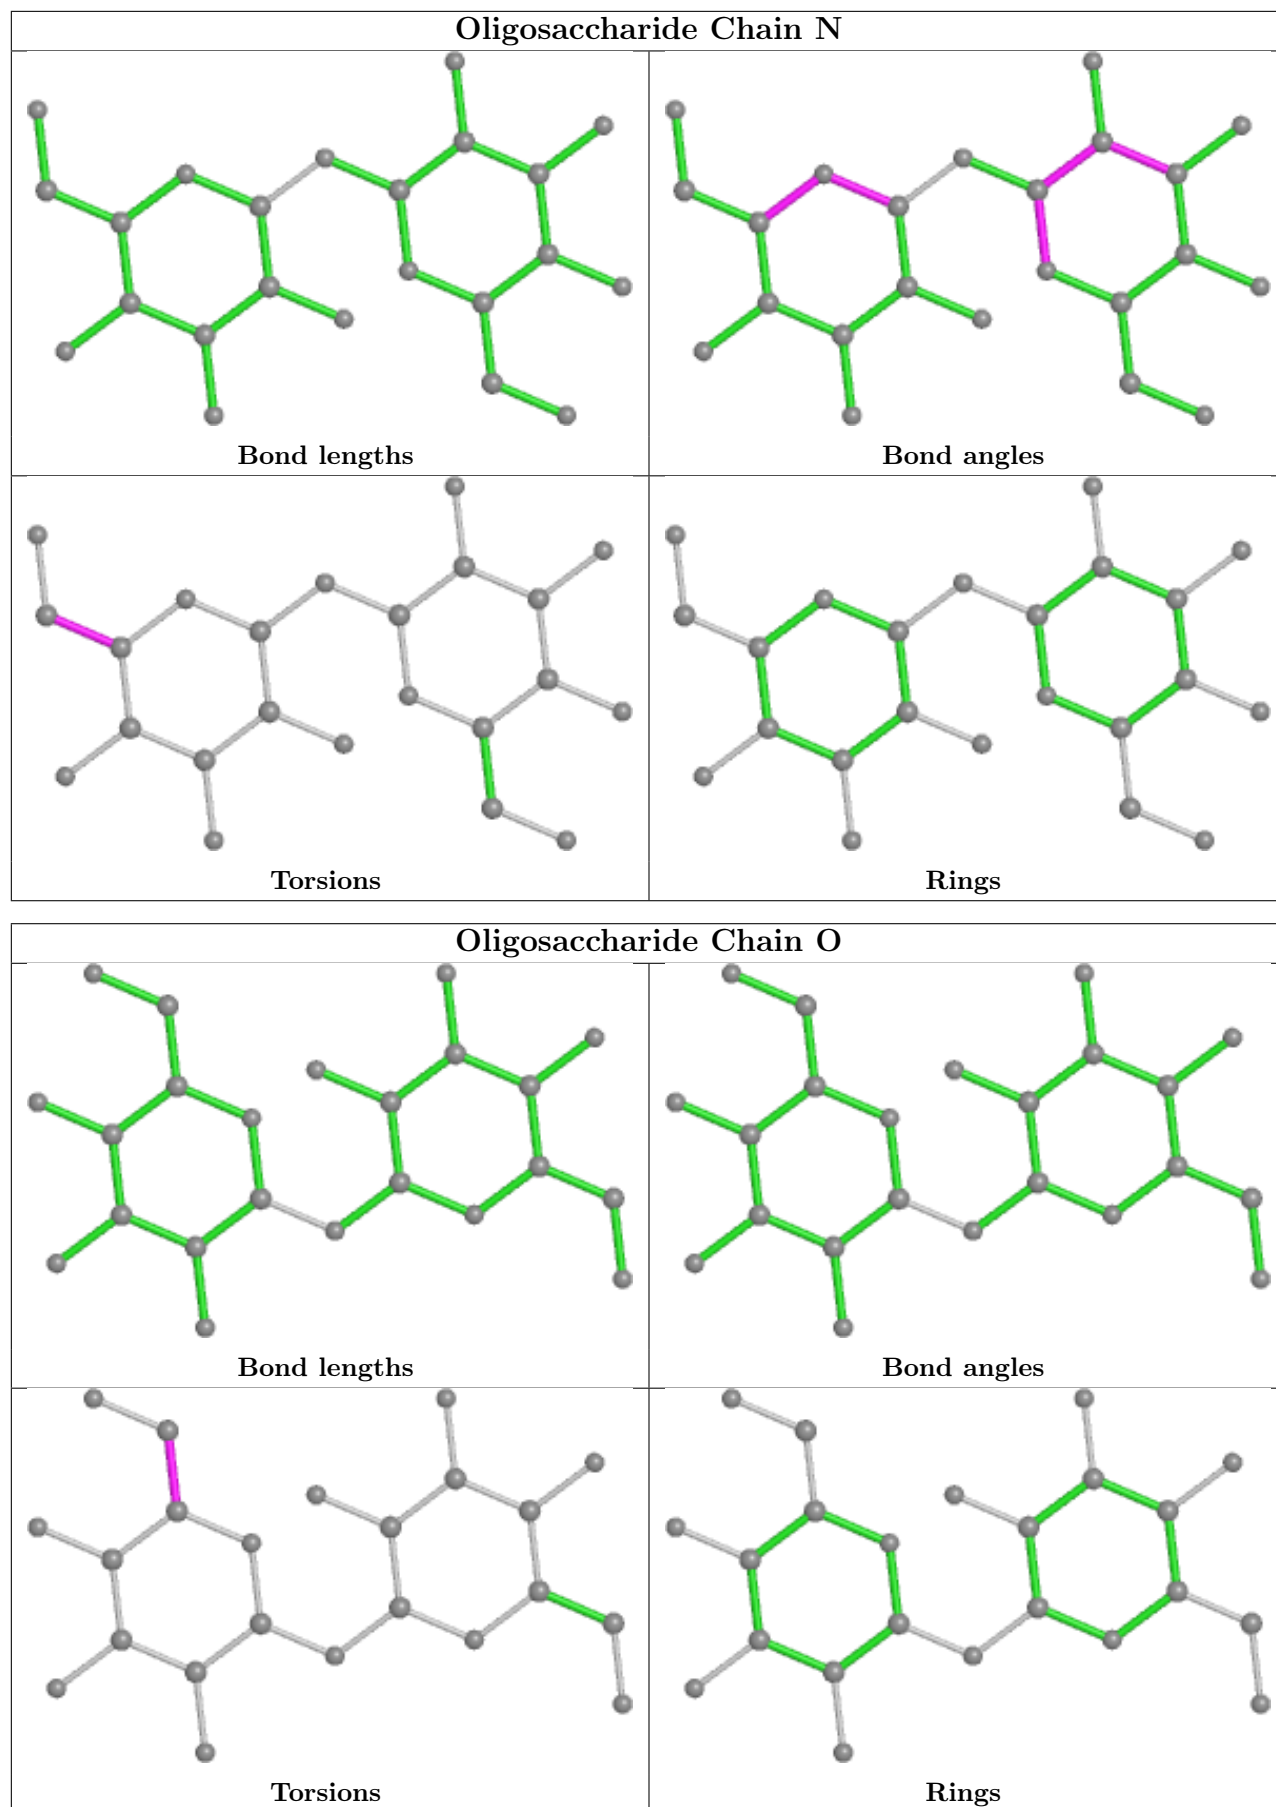 Oligosaccharide Chain N
Bond lengths
Bond angles
Torsions
Rings
Oligosaccharide Chain O
Bond lengths
Bond angles
Torsions
Rings